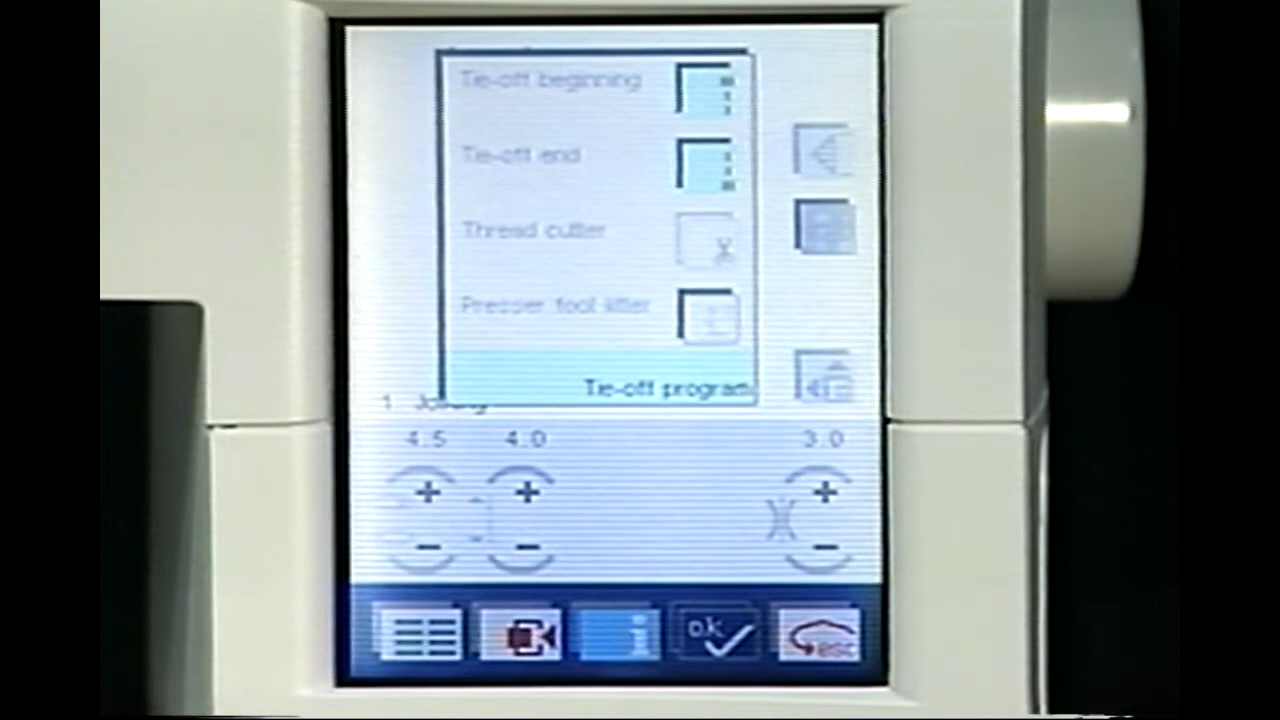 Tie-off beginning
Tie-off end
Thread cutter
Presser foot lifter
Tie-off program
1
4.5 4.0 3.0
+ + +
- - -
i
ok
esc